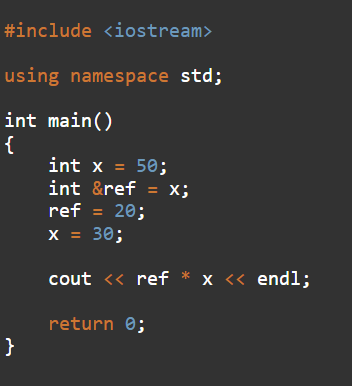 #include <iostream>
using namespace std;
int main()
{
    int x = 50;
    int &ref = x;
    ref = 20;
    x = 30;
    cout << ref * x << endl;
    return 0;
}